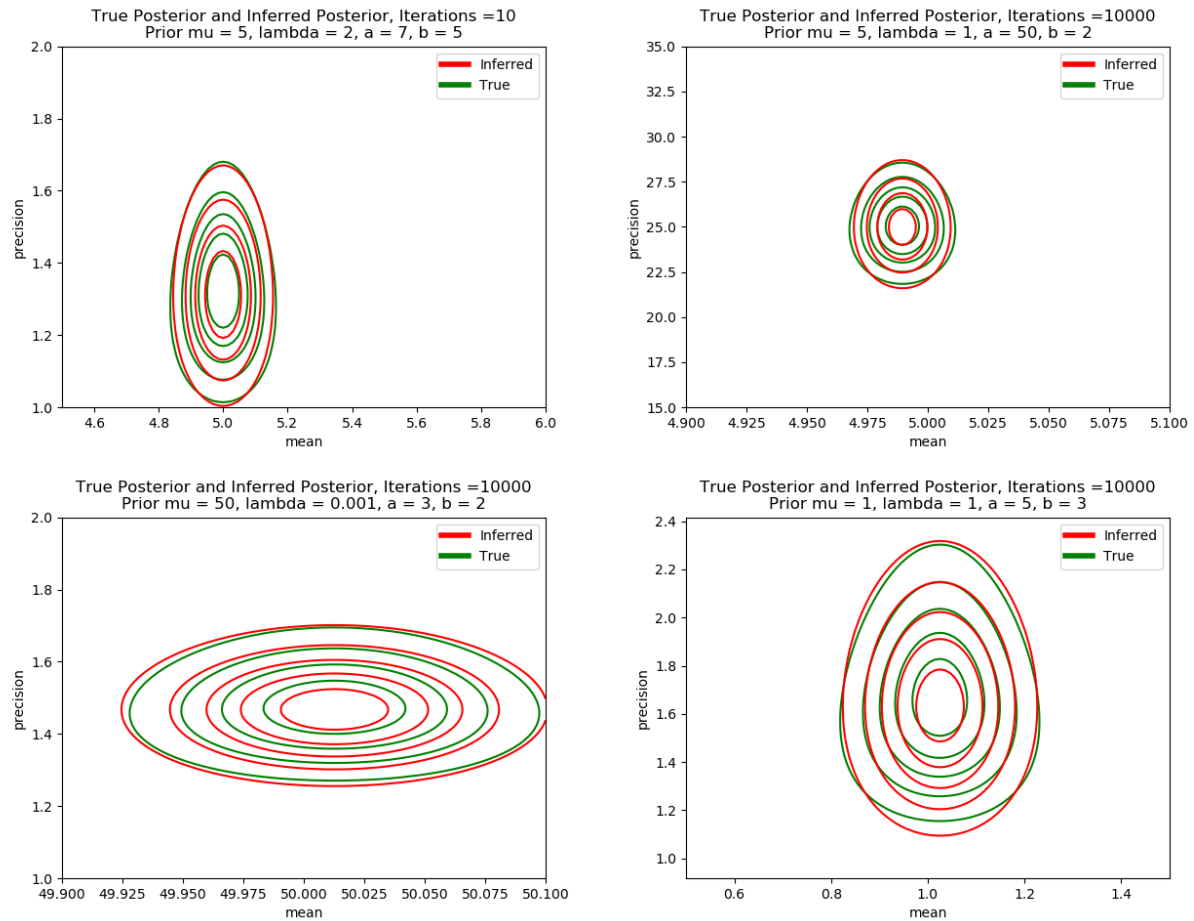 True Posterior and Inferred Posterior, Iterations =10
Prior mu = 5, lambda = 2, a = 7, b = 5
Inferred
True
precision
2.0
1.8
1.6
1.4
1.2
1.0
4.6 4.8 5.0 5.2 5.4 5.6 5.8 6.0
mean
True Posterior and Inferred Posterior, Iterations =10000
Prior mu = 5, lambda = 1, a = 50, b = 2
Inferred
True
precision
35.0
32.5
30.0
27.5
25.0
22.5
20.0
17.5
15.0
4.900 4.925 4.950 4.975 5.000 5.025 5.050 5.075 5.100
mean
True Posterior and Inferred Posterior, Iterations =10000
Prior mu = 50, lambda = 0.001, a = 3, b = 2
Inferred
True
precision
2.0
1.8
1.6
1.4
1.2
1.0
49.900 49.925 49.950 49.975 50.000 50.025 50.050 50.075 50.100
mean
True Posterior and Inferred Posterior, Iterations =10000
Prior mu = 1, lambda = 1, a = 5, b = 3
Inferred
True
precision
2.4
2.2
2.0
1.8
1.6
1.4
1.2
1.0
0.6 0.8 1.0 1.2 1.4
mean